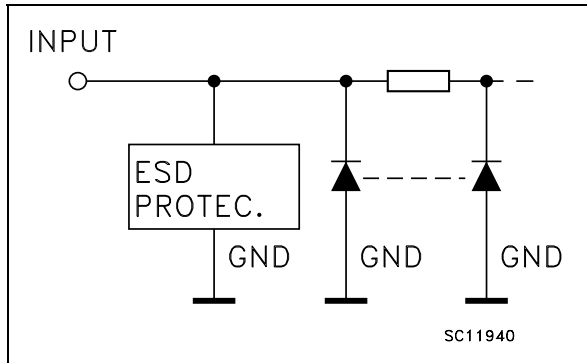 INPUT
ESD
PROTEC.
GND
GND
GND
SC11940